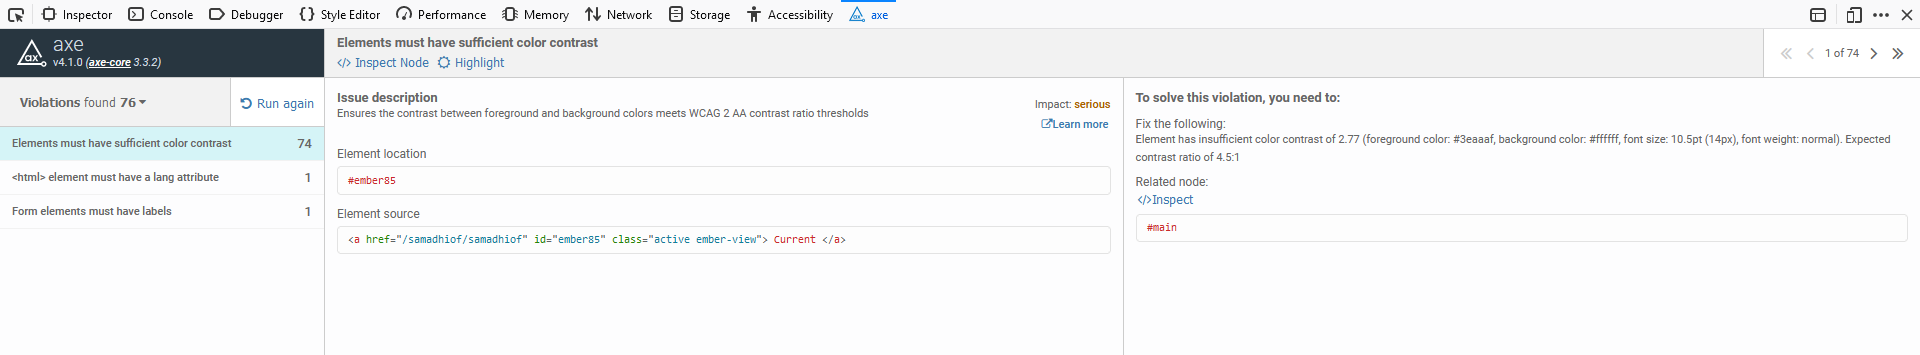 Inspector Console Debugger Style Editor Performance Memory Network Storage Accessibility axe
axe
v4.1.0 (axe-core 3.3.2)
Violations found 76
Run again
Elements must have sufficient color contrast 74
<html> element must have a lang attribute 1
Form elements must have labels 1
Elements must have sufficient color contrast
</> Inspect Node Highlight
1 of 74
Issue description
Ensures the contrast between foreground and background colors meets WCAG 2 AA contrast ratio thresholds
Impact: serious
Learn more
Element location
#ember85
Element source
<a href="/samadhiof/samadhiof" id="ember85" class="active ember-view"> Current </a>
To solve this violation, you need to:
Fix the following:
Element has insufficient color contrast of 2.77 (foreground color: #3eaaaf, background color: #ffffff, font size: 10.5pt (14px), font weight: normal). Expected
contrast ratio of 4.5:1
Related node:
</>Inspect
#main